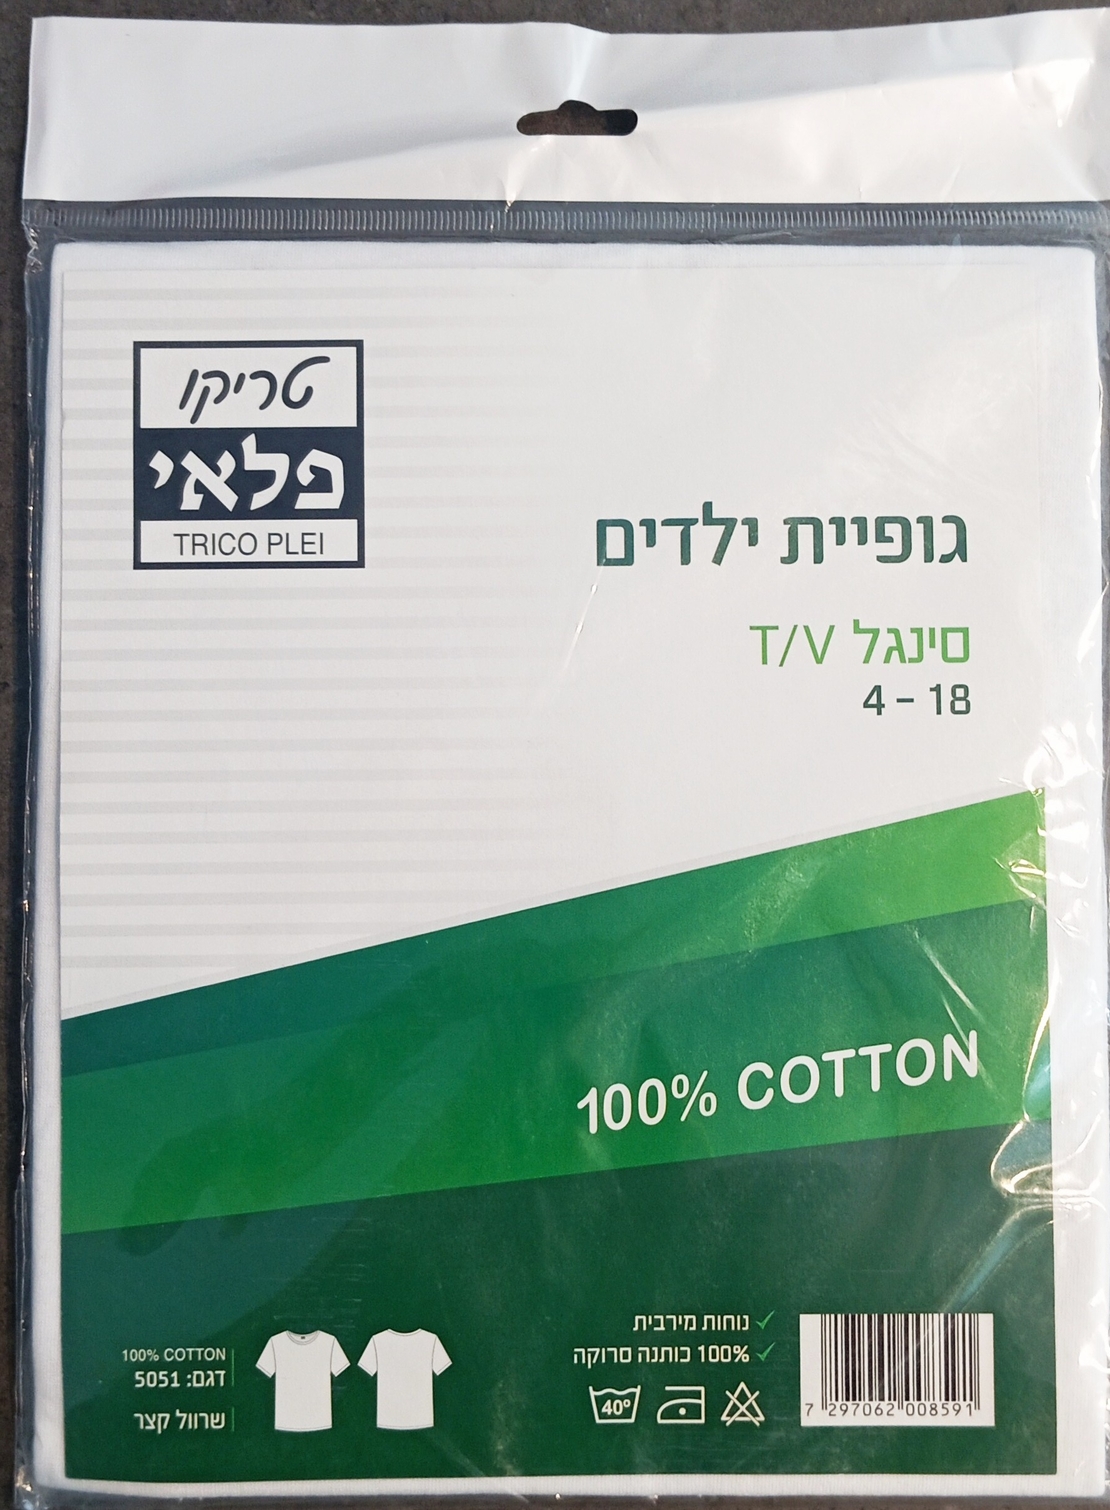 טריקו
פלאי
TRICO PLEI
גופיית ילדים
סינגל T/V
4 - 18
100% COTTON
✓ נוחות מירבית
✓ 100% כותנה סרוקה
40°
7 297062 008591
100% COTTON
דגם: 5051
שרוול קצר